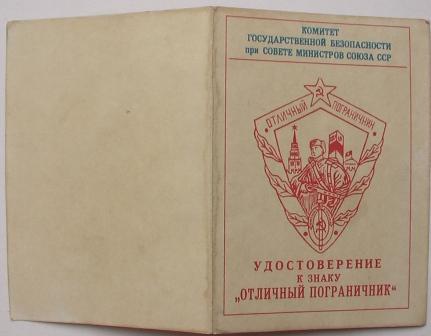 КОМИТЕТ
ГОСУДАРСТВЕННОЙ БЕЗОПАСНОСТИ
при СОВЕТЕ МИНИСТРОВ СОЮЗА ССР
ОТЛИЧНЫЙ ПОГРАНИЧНИК
УДОСТОВЕРЕНИЕ
К ЗНАКУ
„ОТЛИЧНЫЙ ПОГРАНИЧНИК“